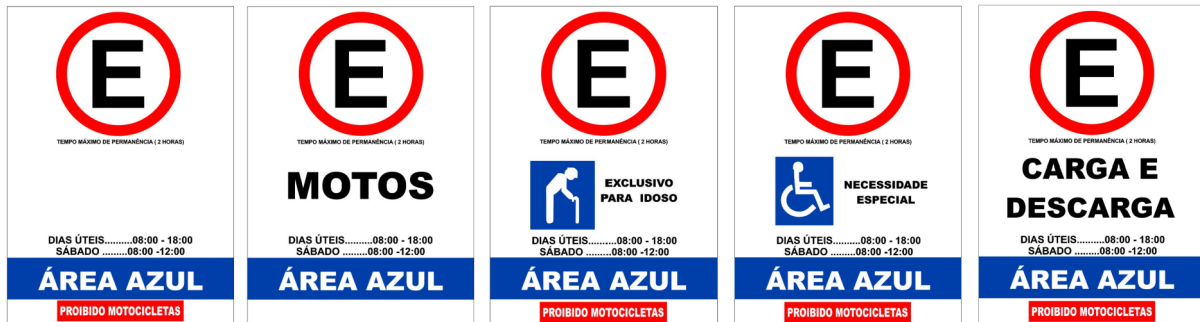 E
TEMPO MÁXIMO DE PERMANÊNCIA ( 2 HORAS)
DIAS ÚTEIS..........08:00 - 18:00
SÁBADO .........08:00 -12:00
ÁREA AZUL
PROIBIDO MOTOCICLETAS
E
TEMPO MÁXIMO DE PERMANÊNCIA ( 2 HORAS)
MOTOS
DIAS ÚTEIS..........08:00 - 18:00
SÁBADO .........08:00 -12:00
ÁREA AZUL
E
TEMPO MÁXIMO DE PERMANÊNCIA ( 2 HORAS)
EXCLUSIVO
PARA IDOSO
DIAS ÚTEIS..........08:00 - 18:00
SÁBADO .........08:00 -12:00
ÁREA AZUL
PROIBIDO MOTOCICLETAS
E
TEMPO MÁXIMO DE PERMANÊNCIA ( 2 HORAS)
NECESSIDADE
ESPECIAL
DIAS ÚTEIS..........08:00 - 18:00
SÁBADO .........08:00 -12:00
ÁREA AZUL
PROIBIDO MOTOCICLETAS
E
TEMPO MÁXIMO DE PERMANÊNCIA ( 2 HORAS)
CARGA E
DESCARGA
DIAS ÚTEIS..........08:00 - 18:00
SÁBADO .........08:00 -12:00
ÁREA AZUL
PROIBIDO MOTOCICLETAS